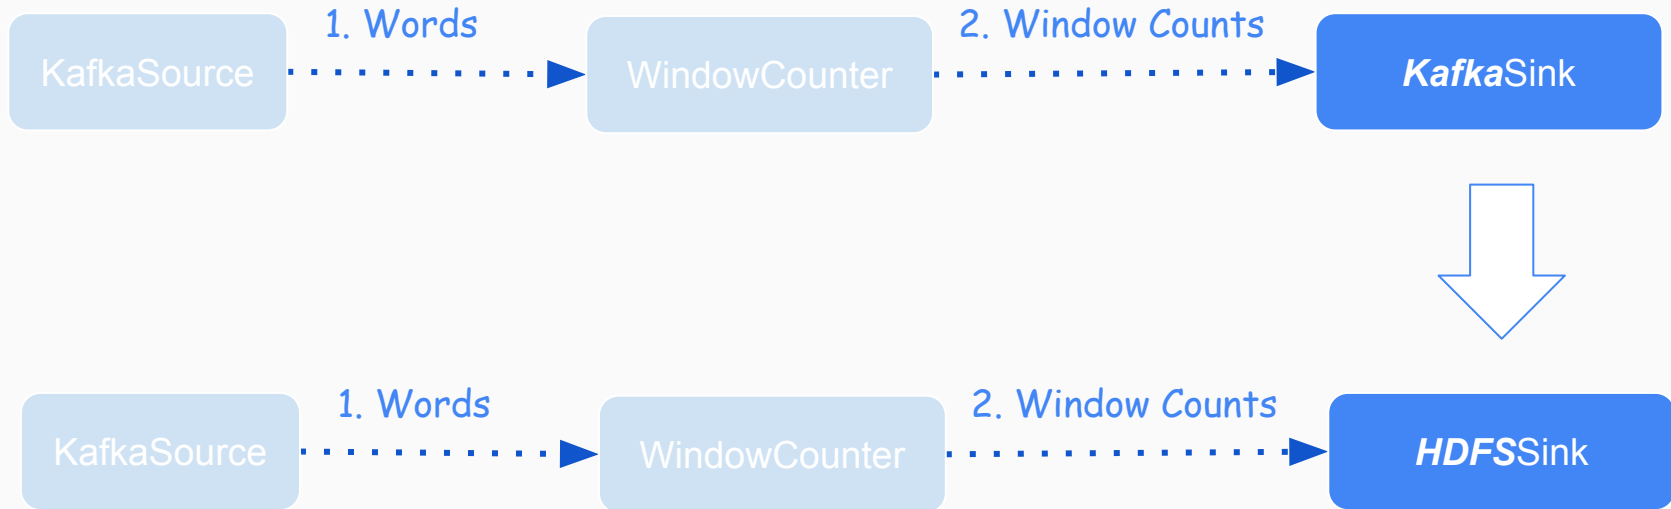 1. Words
2. Window Counts
KafkaSource
WindowCounter
KafkaSink
1. Words
2. Window Counts
KafkaSource
WindowCounter
HDFSSink